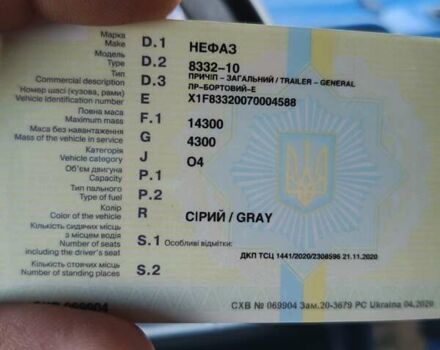 Марка
Make D.1 НЕФАЗ
Модель
Type D.2 8332-10
Тип
Commercial description D.3 ПРИЧІП - ЗАГАЛЬНИЙ / TRAILER - GENERAL
ПР-БОРТОВИЙ-Е
Номер шасі (кузова, рами)
Vehicle identification number E X1F83320070004588
Повна маса
Maximum mass F.1 14300
Маса без навантаження
Mass of the vehicle in service G 4300
Категорія
Vehicle category J O4
Об'єм двигуна
Capacity P.1
Тип пального
Type of fuel P.2
Колір
Color of the vehicle R СІРИЙ / GRAY
Кількість сидячих місць
з місцем водія
Number of seats S.1 Особливі відмітки:
including the driver's seat
ДКП ТСЦ 1441/2020/2308596 21.11.2020
Кількість стоячих місць
Number of standing places S.2
СХВ № 069904 Зам.20-3679 РС Ukraina 04,2020